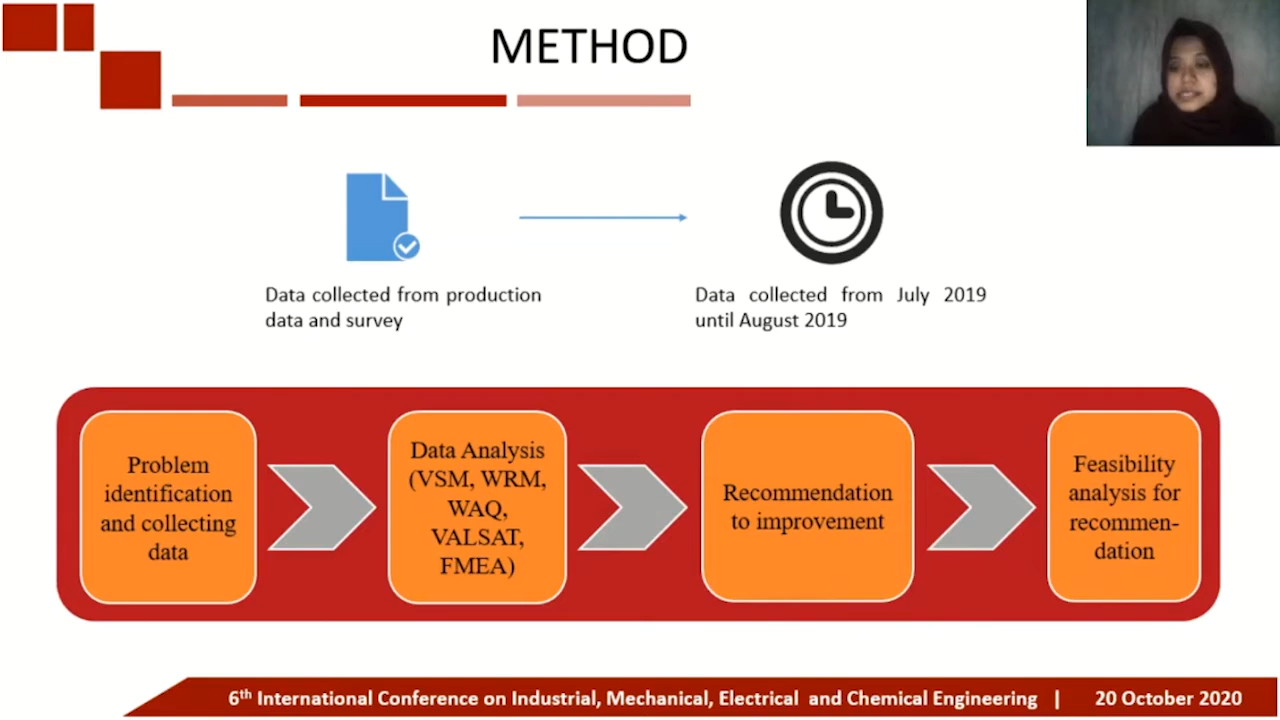 METHOD
Data collected from production
data and survey
Data collected from July 2019
until August 2019
Problem
identification
and collecting
data
Data Analysis
(VSM, WRM,
WAQ,
VALSAT,
FMEA)
Recommendation
to improvement
Feasibility
analysis for
recommen-
dation
6th International Conference on Industrial, Mechanical, Electrical and Chemical Engineering | 20 October 2020